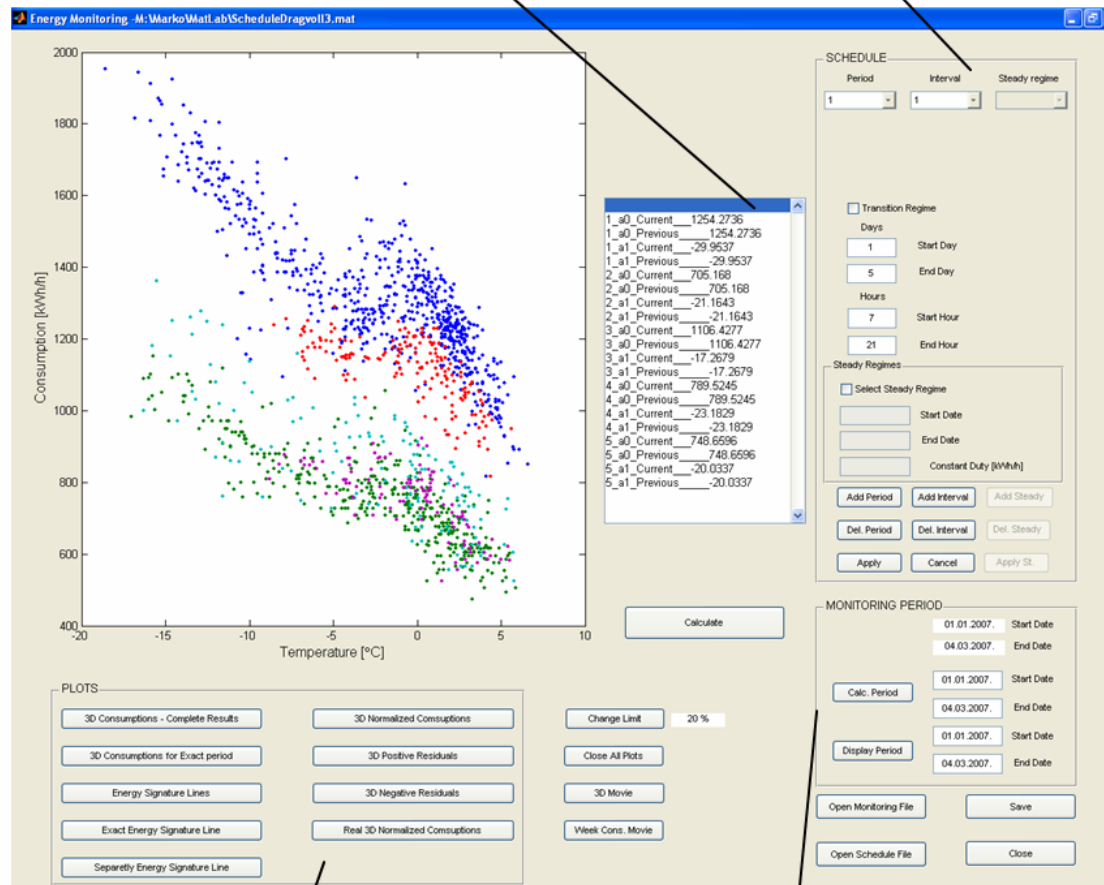 Energy Monitoring -M:\Marko\MatLab\ScheduleDragvoll3.mat
2000
1800
1600
1400
1200
1000
800
600
400
Consumption [kWh/h]
-20 -15 -10 -5 0 5 10
Temperature [°C]
1_a0_Current___1254.2736
1_a0_Previous_____1254.2736
1_a1_Current___-29.9537
1_a1_Previous_____-29.9537
2_a0_Current___705.168
2_a0_Previous_____705.168
2_a1_Current___-21.1643
2_a1_Previous_____-21.1643
3_a0_Current___1106.4277
3_a0_Previous_____1106.4277
3_a1_Current___-17.2679
3_a1_Previous_____-17.2679
4_a0_Current___789.5245
4_a0_Previous_____789.5245
4_a1_Current___-23.1829
4_a1_Previous_____-23.1829
5_a0_Current___748.6596
5_a0_Previous_____748.6596
5_a1_Current___-20.0337
5_a1_Previous_____-20.0337
Calculate
SCHEDULE
Period Interval Steady regime
1 1
Transition Regime
Days
1 Start Day
5 End Day
Hours
7 Start Hour
21 End Hour
Steady Regimes
Select Steady Regime
Start Date
End Date
Constant Duty [kWh/h]
Add Period Add Interval Add Steady
Del. Period Del. Interval Del. Steady
Apply Cancel Apply St.
MONITORING PERIOD
01.01.2007. Start Date
04.03.2007. End Date
Calc. Period
01.01.2007. Start Date
04.03.2007. End Date
Display Period
01.01.2007. Start Date
04.03.2007. End Date
Open Monitoring File Save
Open Schedule File Close
PLOTS
3D Consumptions - Complete Results 3D Normalized Comsuptions
3D Consumptions for Exact period 3D Positive Residuals
Energy Signature Lines 3D Negative Residuals
Exact Energy Signature Line Real 3D Normalized Comsuptions
Separetly Energy Signature Line
Change Limit 20 %
Close All Plots
3D Movie
Week Cons. Movie